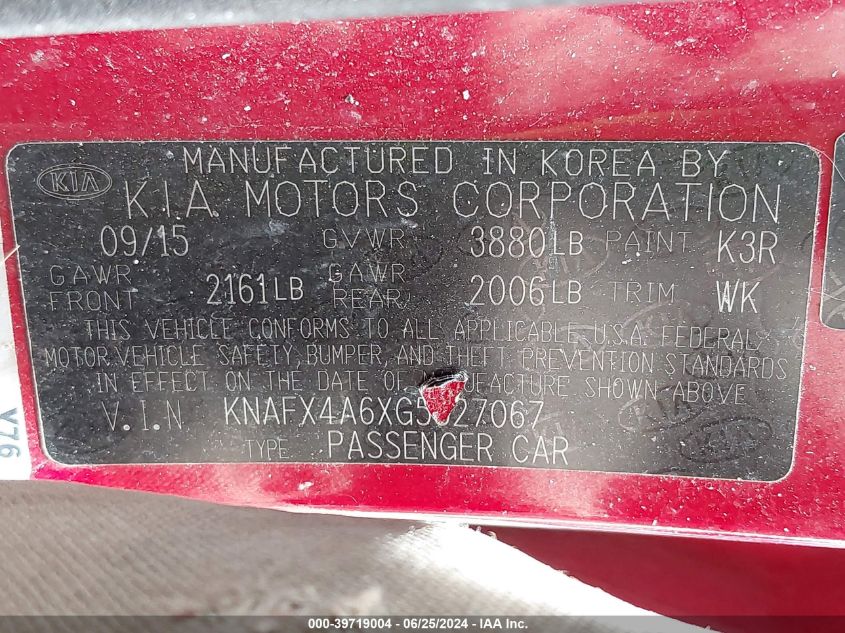 MANUFACTURED IN KOREA BY
KIA
K.I.A. MOTORS CORPORATION
09/15 GVWR 3880LB PAINT K3R
GAWR FRONT 2161LB GAWR REAR 2006LB TRIM WK
THIS VEHICLE CONFORMS TO ALL APPLICABLE U.S.A. FEDERAL
MOTOR VEHICLE SAFETY, BUMPER, AND THEFT PREVENTION STANDARDS
IN EFFECT ON THE DATE OF SHOWN ABOVE
V.I.N
TYPE PASSENGER CAR
V76
000-39719004 - 06/25/2024 - IAA Inc.